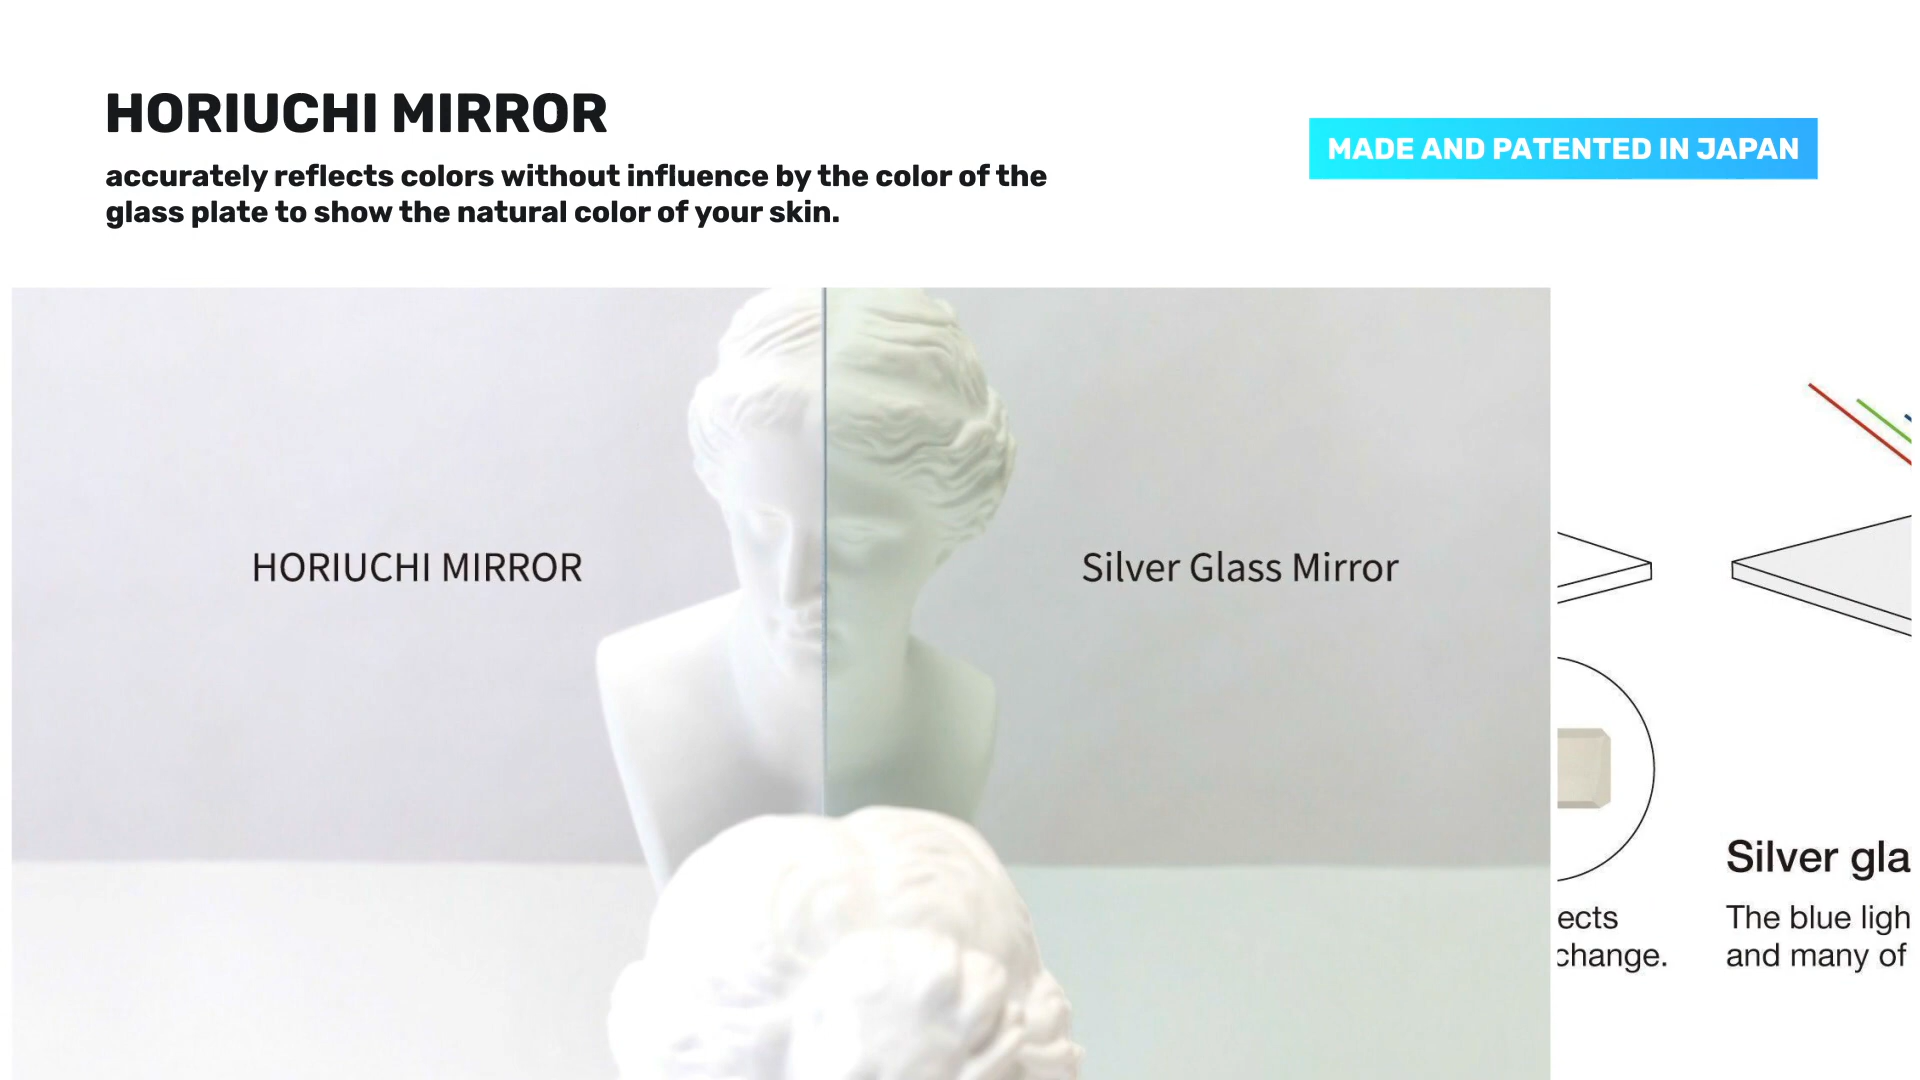 HORIUCHI MIRROR
accurately reflects colors without influence by the color of the
glass plate to show the natural color of your skin.
MADE AND PATENTED IN JAPAN
HORIUCHI MIRROR
Silver Glass Mirror
ects
change.
Silver gla
The blue ligh
and many of